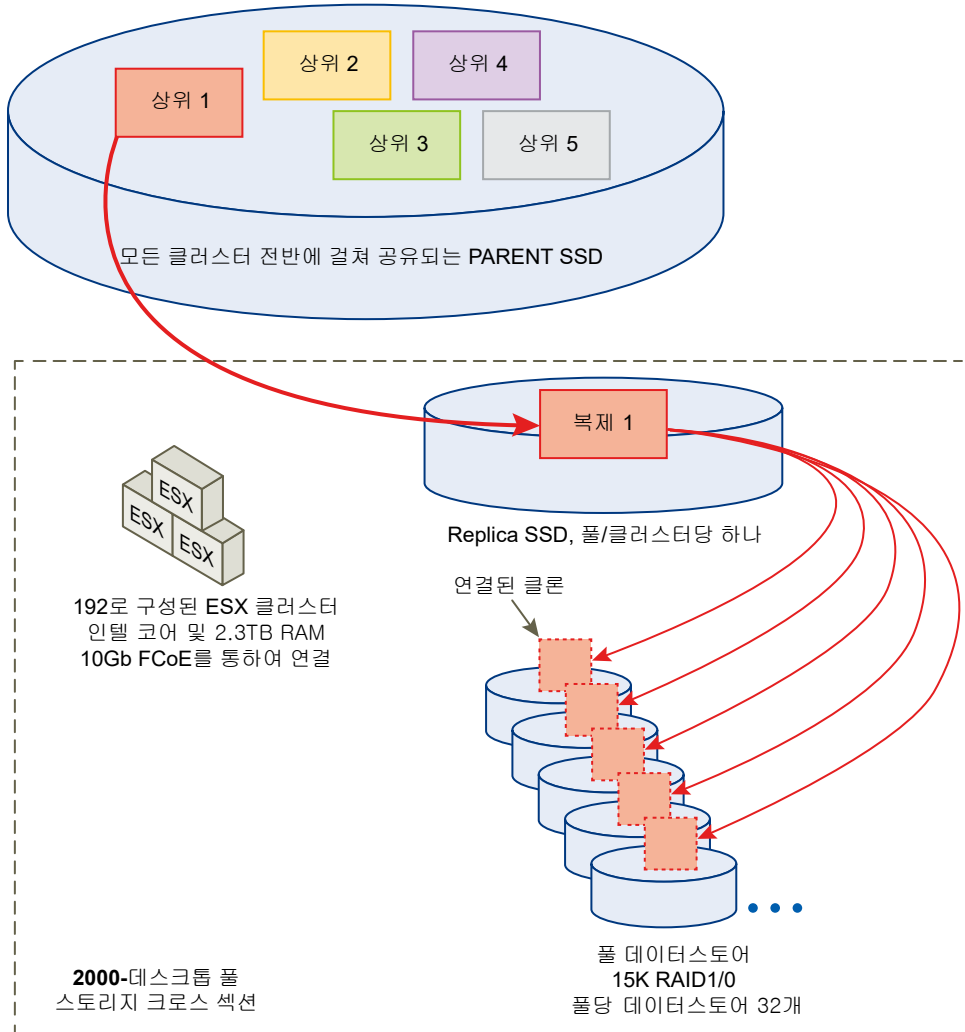 상위 1
상위 2
상위 4
상위 3
상위 5
모든 클러스터 전반에 걸쳐 공유되는 PARENT SSD
복제 1
Replica SSD, 풀/클러스터당 하나
ESX
ESX
ESX
192로 구성된 ESX 클러스터
인텔 코어 및 2.3TB RAM
10Gb FCoE를 통하여 연결
연결된 클론
풀 데이터스토어
15K RAID1/0
풀당 데이터스토어 32개
2000-데스크톱 풀
스토리지 크로스 섹션